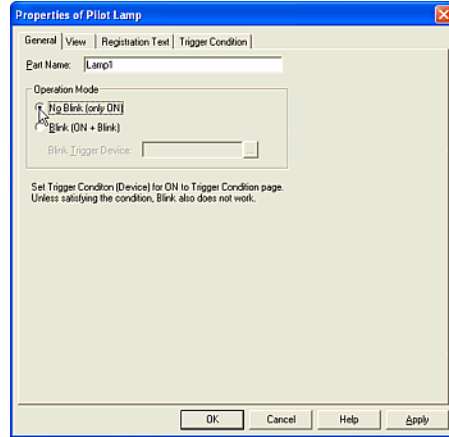 Properties of Pilot Lamp
General View Registration Text Trigger Condition
Part Name: Lamp1
Operation Mode
No Blink (only ON)
Blink (ON + Blink)
Blink Trigger Device: ...
Set Trigger Conditon (Device) for ON to Trigger Condition page.
Unless satisfying the condition, Blink also does not work.
OK Cancel Help Apply